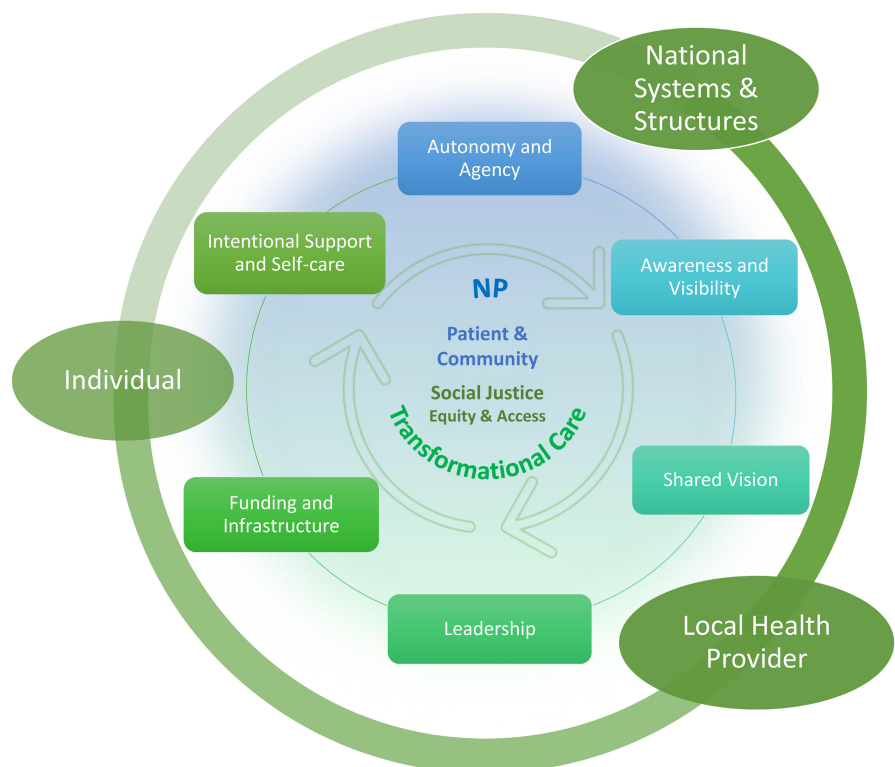 National
Systems &
Structures
Autonomy and
Agency
Intentional Support
and Self-care
Awareness and
Visibility
NP
Patient &
Community
Social Justice
Equity & Access
Transformational Care
Individual
Shared Vision
Funding and
Infrastructure
Leadership
Local Health
Provider